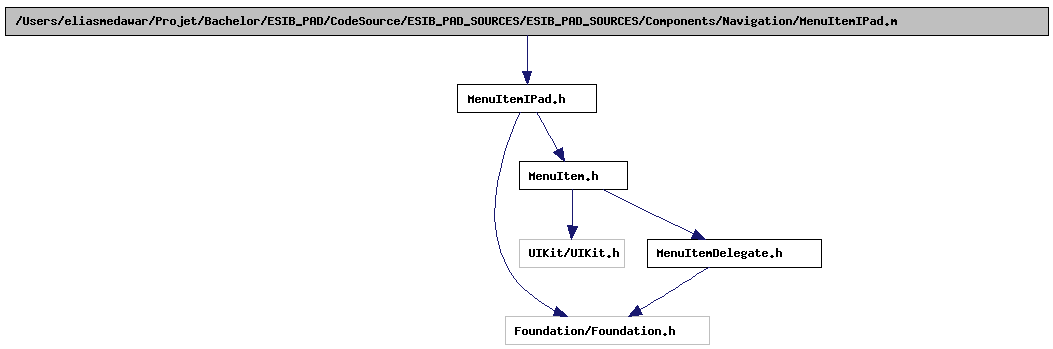 /Users/eliasmedawar/Projet/Bachelor/ESIB_PAD/CodeSource/ESIB_PAD_SOURCES/ESIB_PAD_SOURCES/Components/Navigation/MenuItemIPad.m
MenuItemIPad.h
MenuItem.h
UIKit/UIKit.h
MenuItemDelegate.h
Foundation/Foundation.h